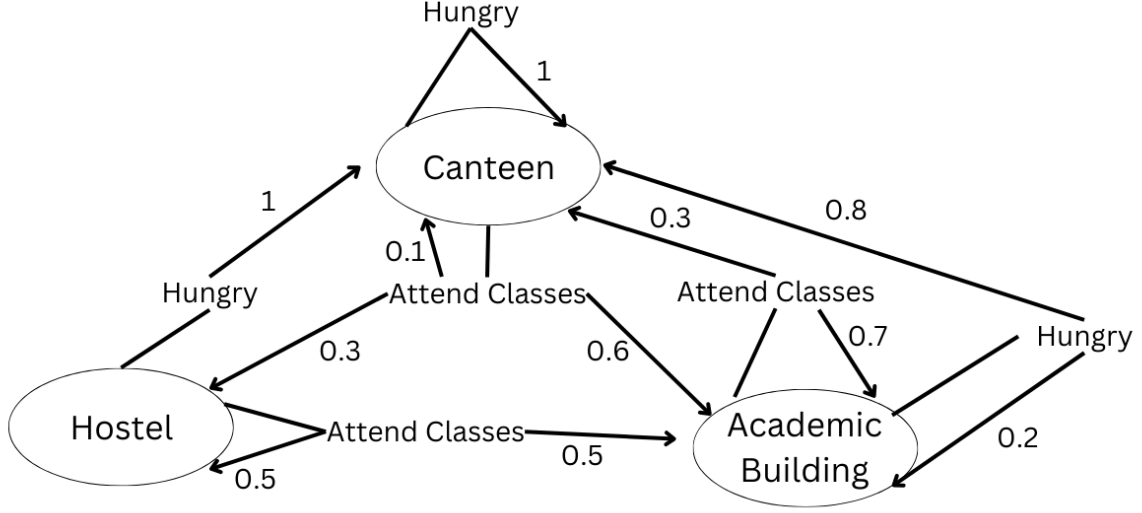 Hungry
1
Canteen
1
0.8
0.3
0.1
Hungry
Attend Classes
Attend Classes
Hungry
0.3
0.6
0.7
Hostel
Attend Classes
Academic
Building
0.5
0.5
0.2